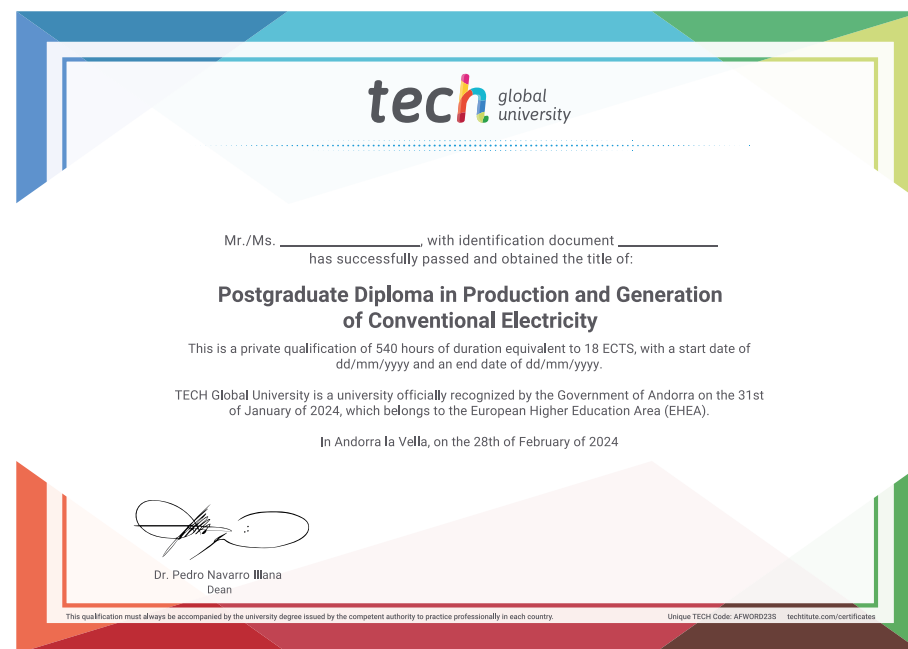 tech global
university
Mr./Ms. ____________, with identification document ____________
has successfully passed and obtained the title of:
Postgraduate Diploma in Production and Generation
of Conventional Electricity
This is a private qualification of 540 hours of duration equivalent to 18 ECTS, with a start date of
dd/mm/yyyy and an end date of dd/mm/yyyy.
TECH Global University is a university officially recognized by the Government of Andorra on the 31st
of January of 2024, which belongs to the European Higher Education Area (EHEA).
In Andorra la Vella, on the 28th of February of 2024
Dr. Pedro Navarro Illana
Dean
This qualification must always be accompanied by the university degree issued by the competent authority to practice professionally in each country.
Unique TECH Code: AFWORD23S techtitute.com/certificates